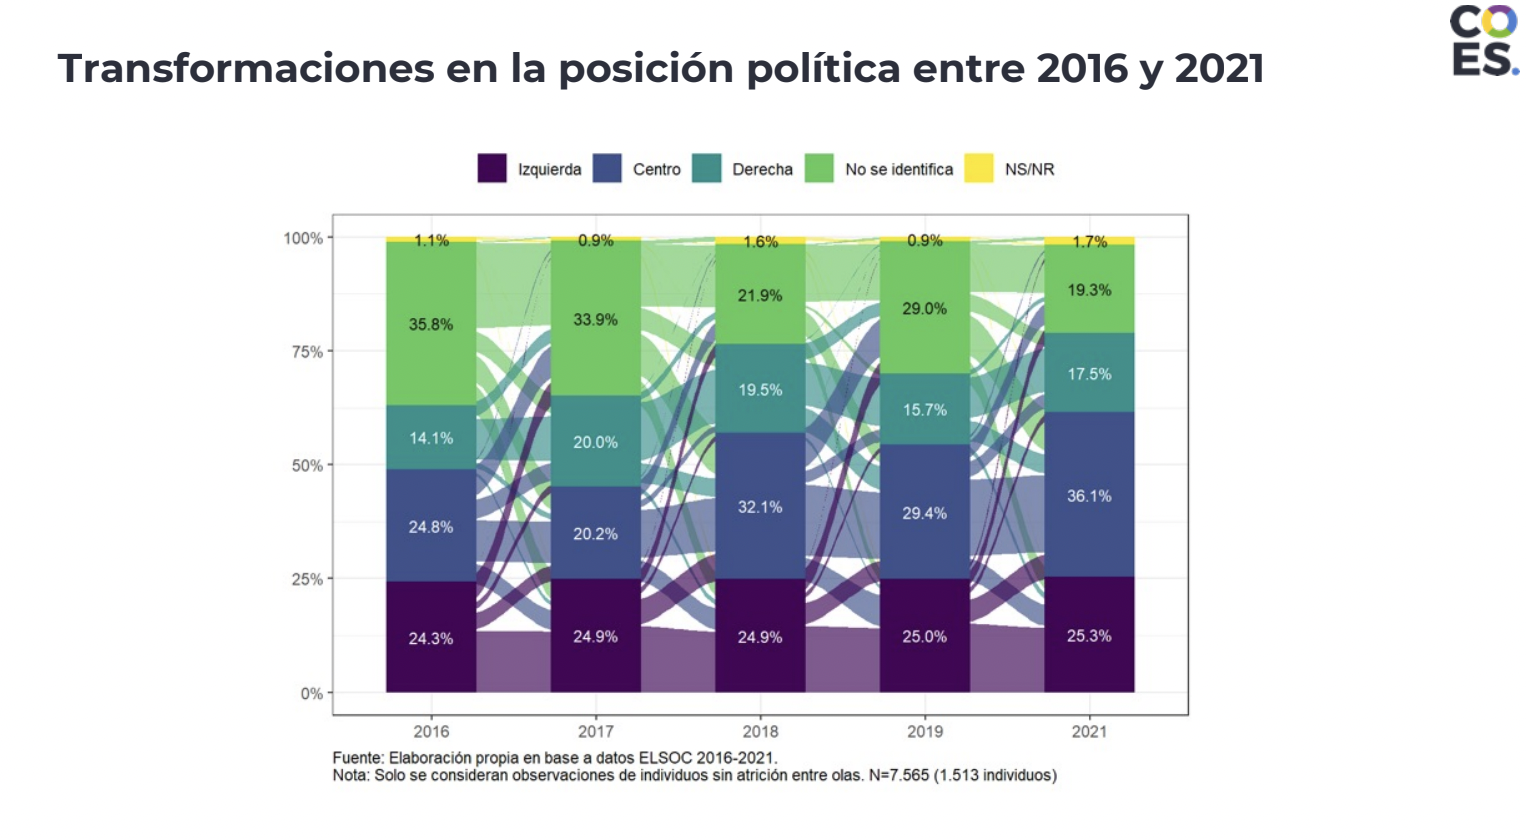 CO
ES.
Transformaciones en la posición política entre 2016 y 2021
Izquierda Centro Derecha No se identifica NS/NR
100% 1.1% 0.9% 1.6% 0.9% 1.7%
35.8% 33.9% 21.9% 29.0% 19.3%
75%
14.1% 20.0% 19.5% 15.7% 17.5%
50%
24.8% 20.2% 32.1% 29.4% 36.1%
25%
24.3% 24.9% 24.9% 25.0% 25.3%
0%
2016 2017 2018 2019 2021
Fuente: Elaboración propia en base a datos ELSOC 2016-2021.
Nota: Solo se consideran observaciones de individuos sin atrición entre olas. N=7.565 (1.513 individuos)